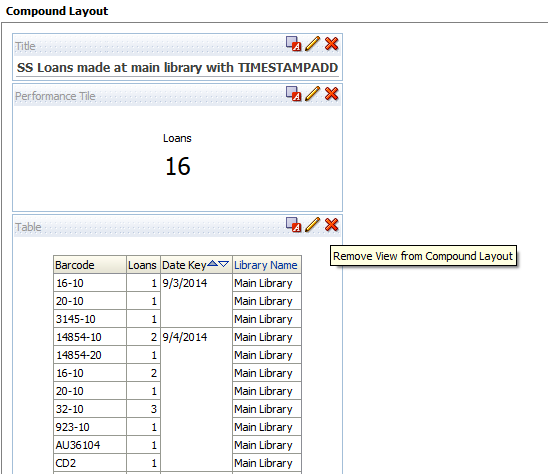 Compound Layout
Title
SS Loans made at main library with TIMESTAMPADD
Performance Tile
Loans
16
Table
Remove View from Compound Layout
Barcode Loans Date Key Library Name
16-10 1 9/3/2014 Main Library
20-10 1 Main Library
3145-10 1 Main Library
14854-10 2 9/4/2014 Main Library
14854-20 1 Main Library
16-10 2 Main Library
20-10 1 Main Library
32-10 3 Main Library
923-10 1 Main Library
AU36104 1 Main Library
CD2 1 Main Library